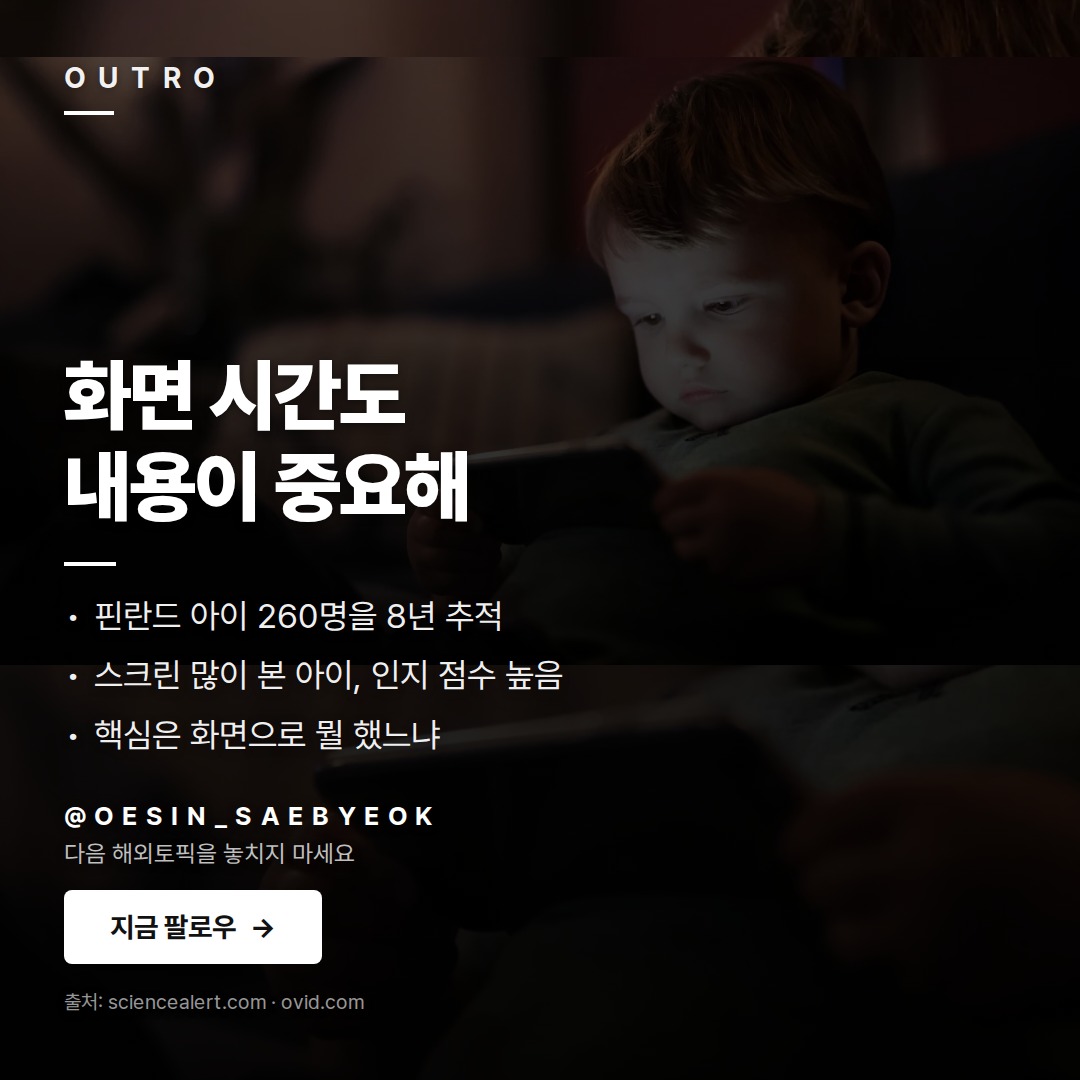 OUTRO
화면 시간도
내용이 중요해
• 핀란드 아이 260명을 8년 추적
• 스크린 많이 본 아이, 인지 점수 높음
• 핵심은 화면으로 뭘 했느냐
@OESIN_SAEBYEOK
다음 해외토픽을 놓치지 마세요
지금 팔로우 →
출처: sciencealert.com · ovid.com